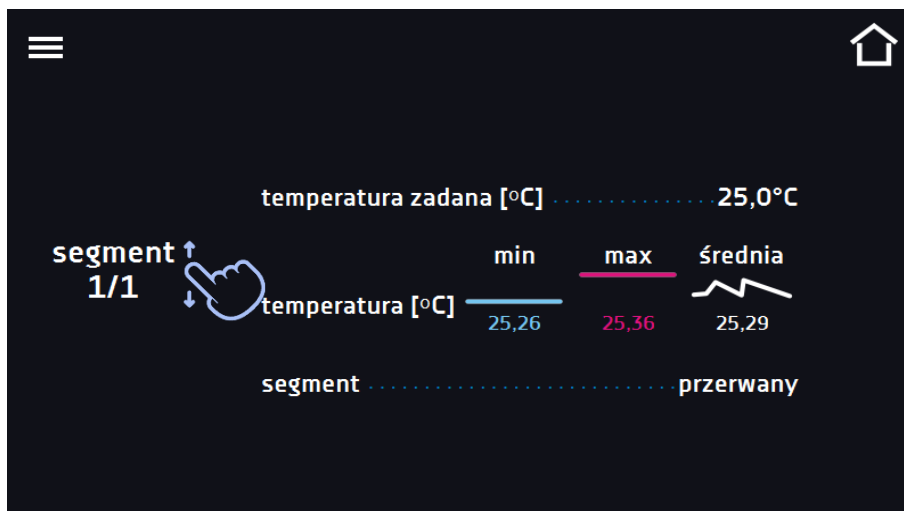 temperatura zadana [°C] ................ 25,0°C
segment
1/1
min max średnia
temperatura [°C]
25,26 25,36 25,29
segment ............................ przerwany